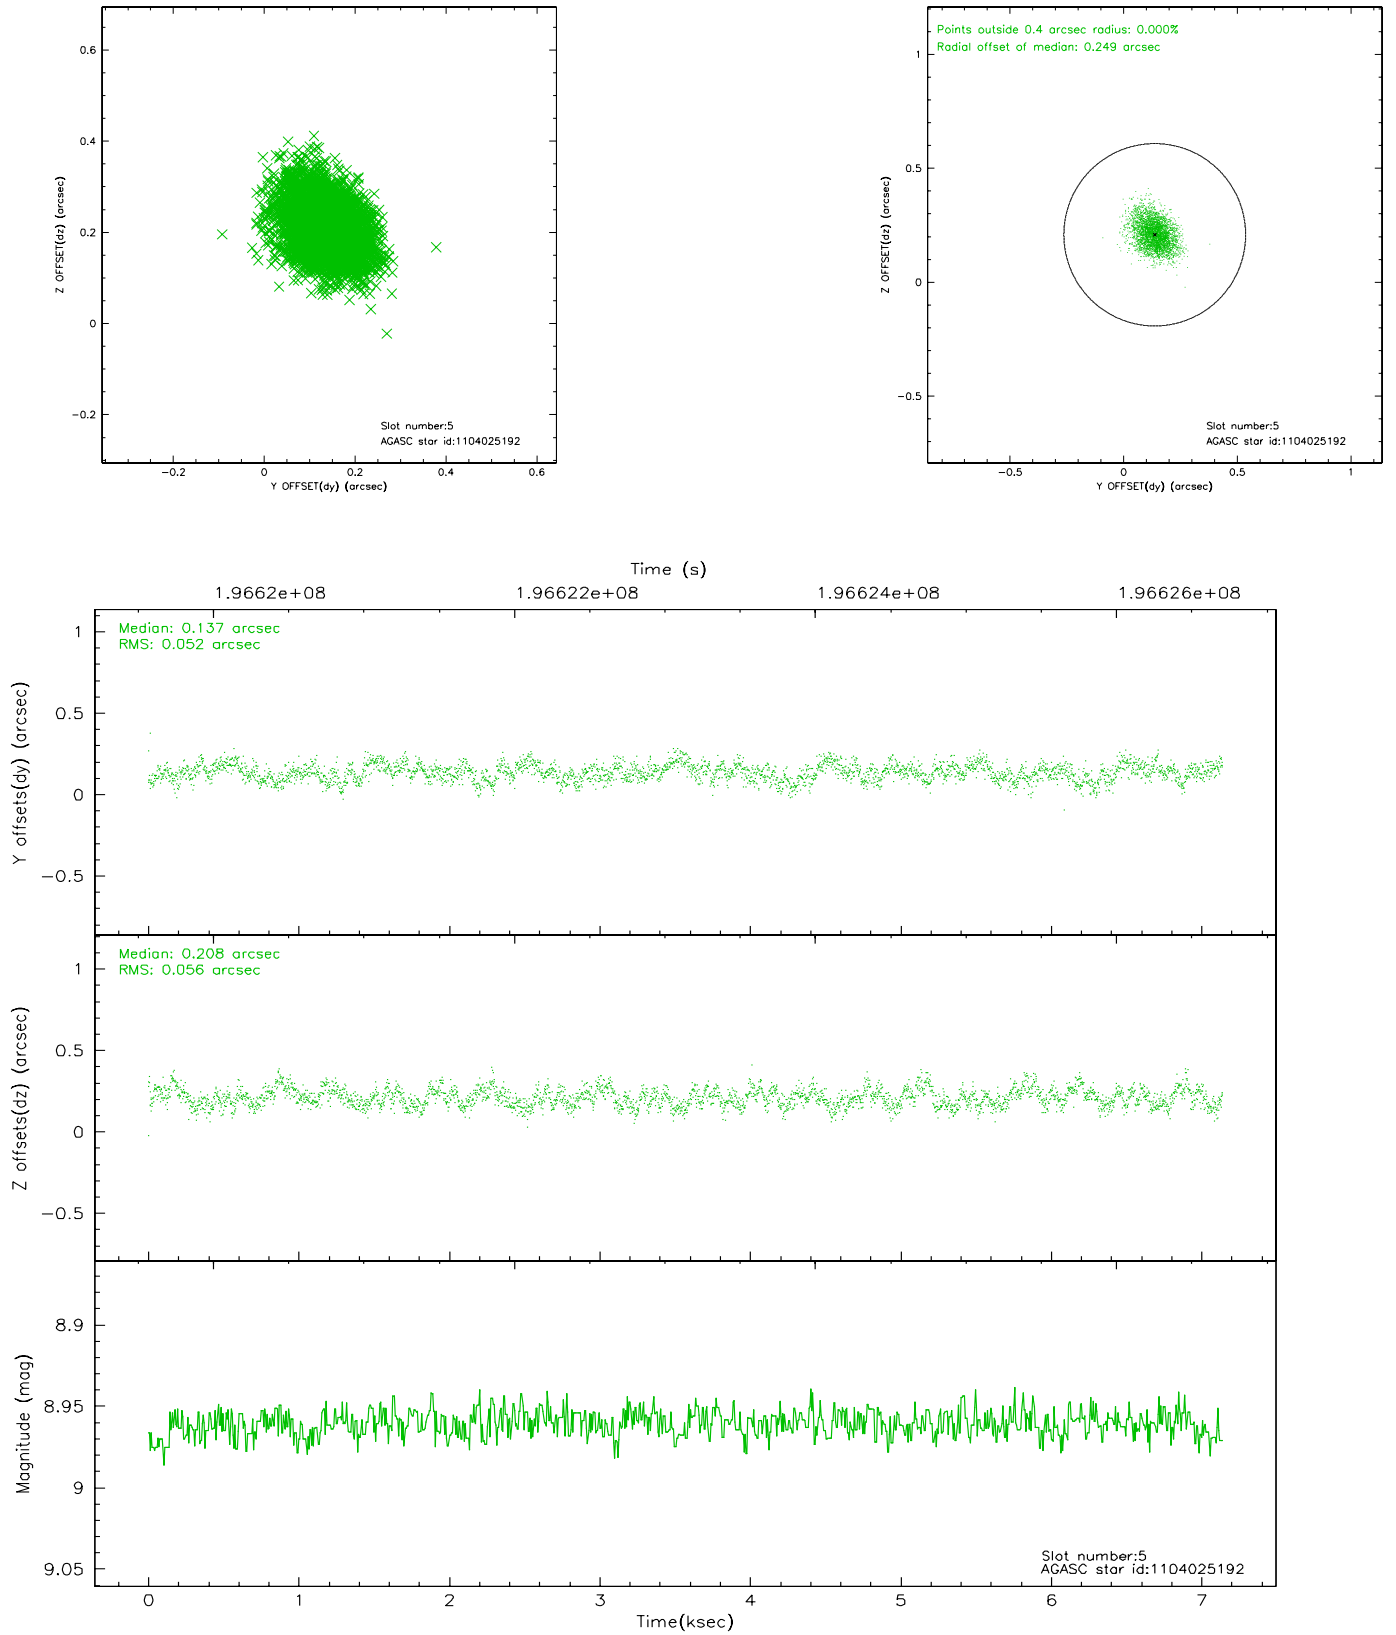 0.6
0.4
0.2
0
−0.2
Z OFFSET(dz) (arcsec)
−0.2 0 0.2 0.4 0.6
Y OFFSET(dy) (arcsec)
Slot number:5
AGASC star id:1104025192
Points outside 0.4 arcsec radius: 0.000%
Radial offset of median: 0.249 arcsec
1
0.5
0
−0.5
Z OFFSET(dz) (arcsec)
Slot number:5
AGASC star id:1104025192
−0.5 0 0.5 1
Y OFFSET(dy) (arcsec)
Time (s)
1.9662e+08 1.96622e+08 1.96624e+08 1.96626e+08
Median: 0.137 arcsec
RMS: 0.052 arcsec
1
0.5
0
−0.5
Y offsets(dy) (arcsec)
Median: 0.208 arcsec
RMS: 0.056 arcsec
1
0.5
0
−0.5
Z offsets(dz) (arcsec)
8.9
8.95
9
9.05
Magnitude (mag)
Slot number:5
AGASC star id:1104025192
0 1 2 3 4 5 6 7
Time(ksec)